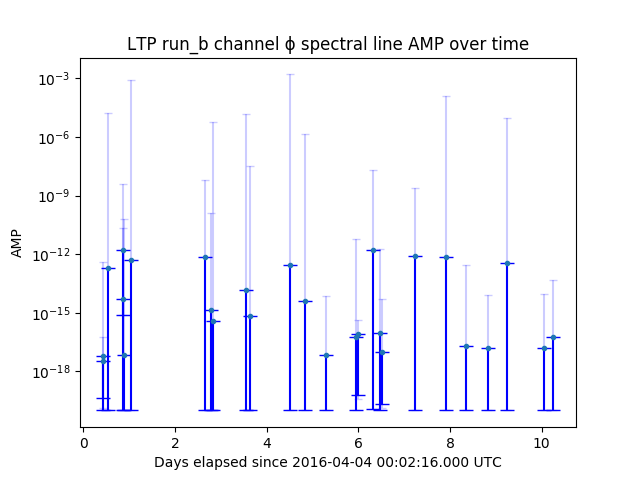 LTP run_b channel ϕ spectral line AMP over time
AMP
10⁻³
10⁻⁶
10⁻⁹
10⁻¹²
10⁻¹⁵
10⁻¹⁸
0 2 4 6 8 10
Days elapsed since 2016-04-04 00:02:16.000 UTC